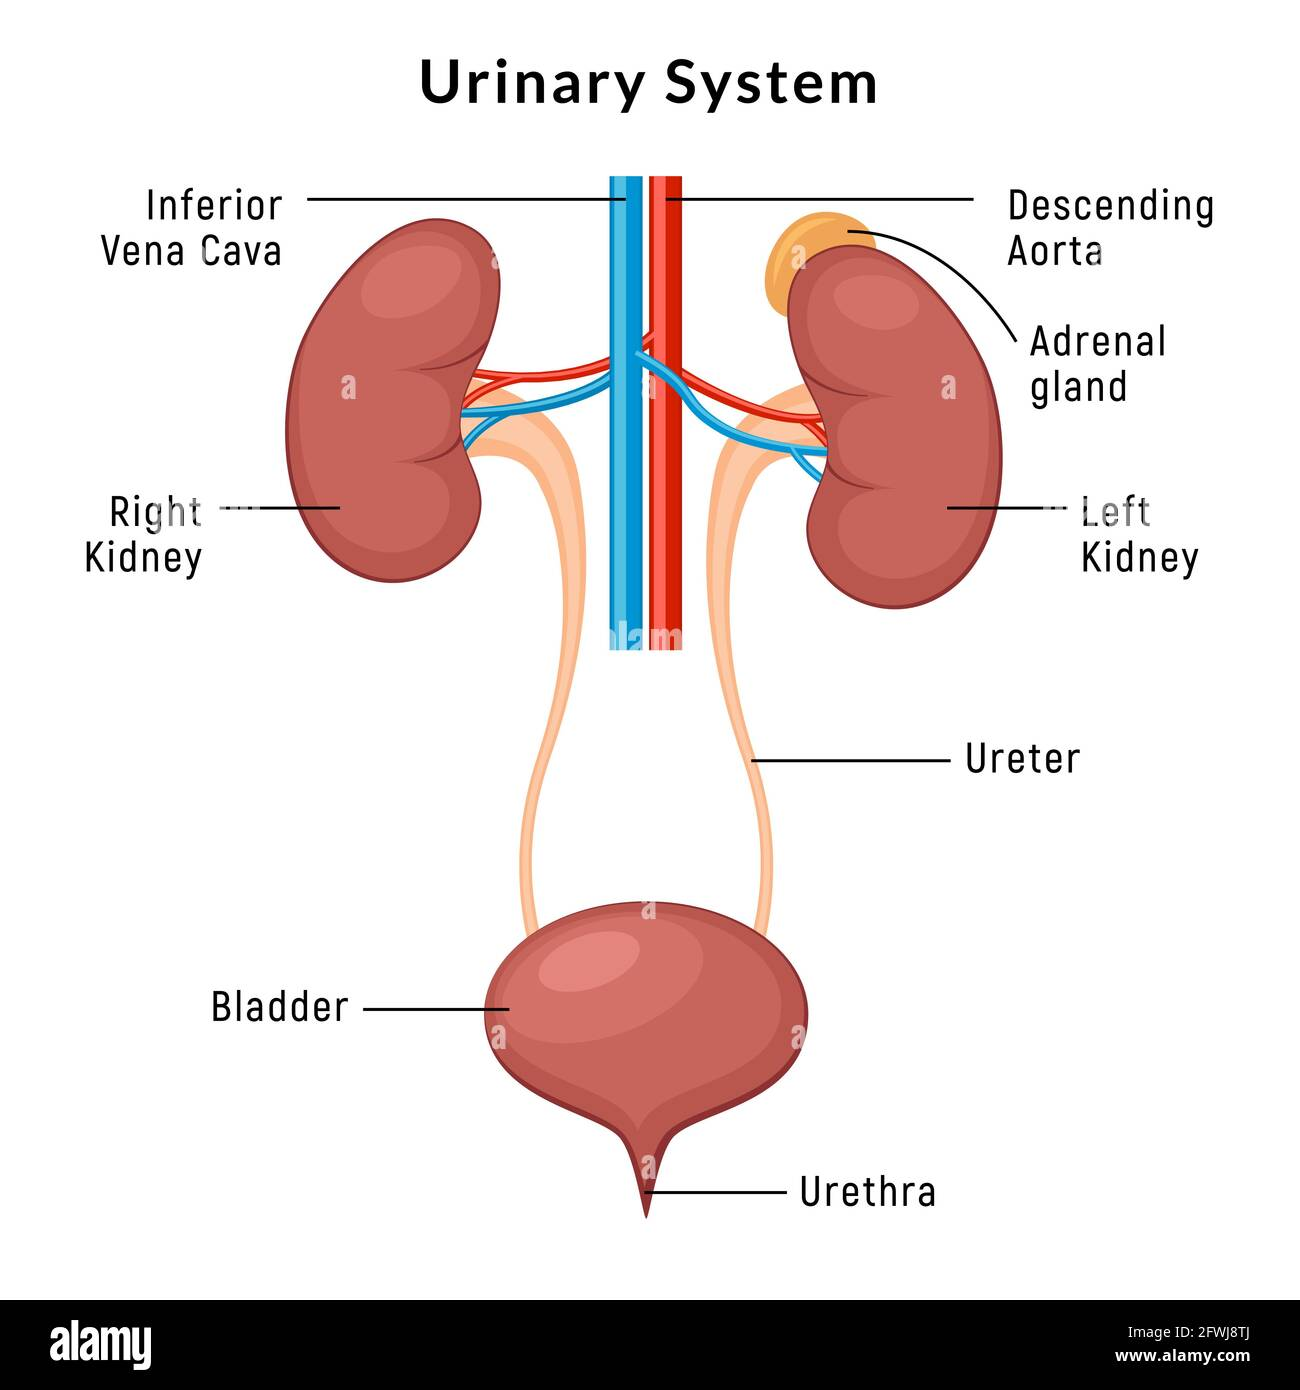 Urinary System
Inferior
Vena Cava
Descending
Aorta
Adrenal
gland
Right
Kidney
Left
Kidney
Ureter
Bladder
Urethra
a
a
a
a
a
a
a
a
alamy
alamy
Image ID: 2FWJ8TJ
www.alamy.com